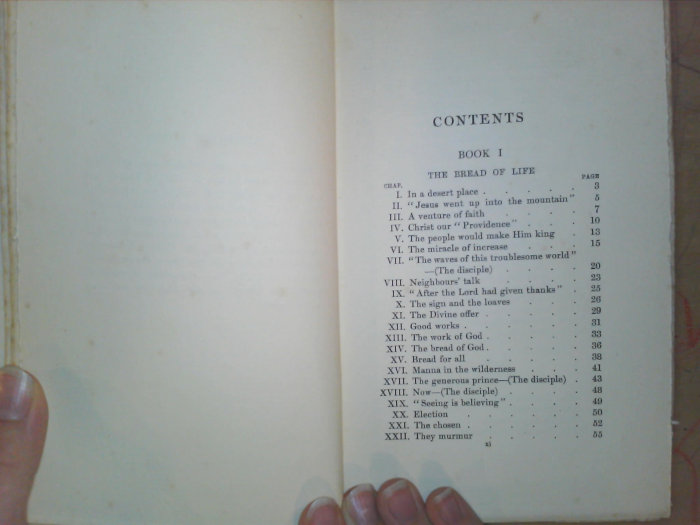 CONTENTS
BOOK I
THE BREAD OF LIFE
CHAP. PAGE
I. In a desert place . . . . . 3
II. "Jesus went up into the mountain" 5
III. A venture of faith . . . . 7
IV. Christ our "Providence" . . . 10
V. The people would make Him king . 13
VI. The miracle of increase . . . 15
VII. "The waves of this troublesome world"
—(The disciple) . . . . 20
VIII. Neighbours' talk . . . . 23
IX. "After the Lord had given thanks" . 25
X. The sign and the loaves . . . 26
XI. The Divine offer . . . . . 29
XII. Good works . . . . . . 31
XIII. The work of God . . . . . 33
XIV. The bread of God . . . . . 36
XV. Bread for all . . . . . 38
XVI. Manna in the wilderness . . . 41
XVII. The generous prince—(The disciple) . 43
XVIII. Now—(The disciple) . . . . 48
XIX. "Seeing is believing" . . . . 49
XX. Election . . . . . . 50
XXI. The chosen . . . . . . 52
XXII. They murmur . . . . . 55
xi